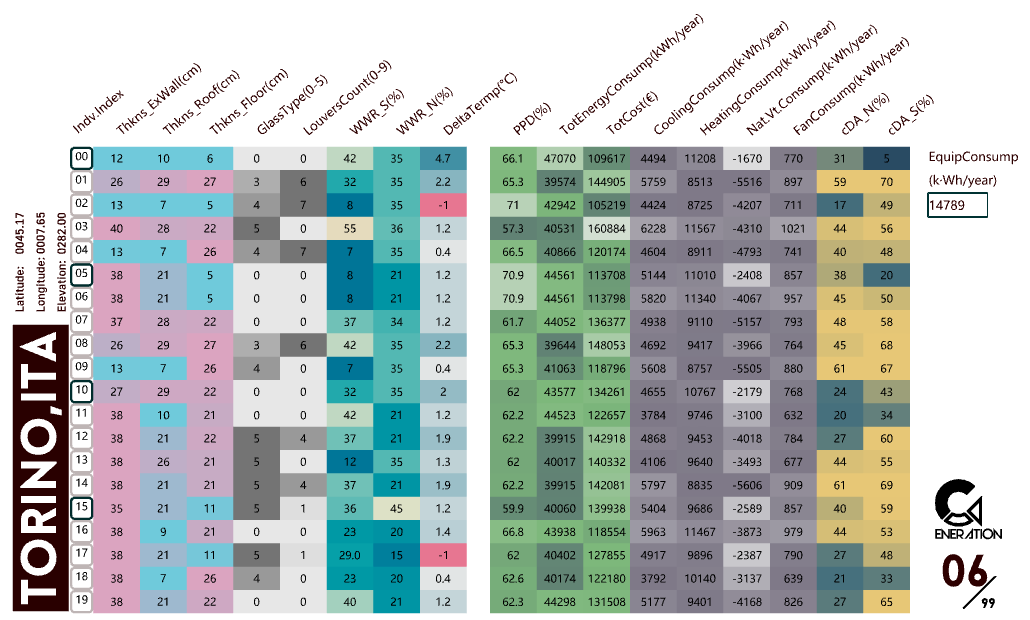 Indv.Index Thkns_ExWall(cm) Thkns_Roof(cm) Thkns_Floor(cm) GlassType(0-5) LouversCount(0-9) WWR_S(%) WWR_N(%) DeltaTermp(°C) PPD(%) TotEnergyConsump(kWh/year) TotCost(€) CoolingConsump(k·Wh/year) HeatingConsump(k·Wh/year) Nat.Vt.Consump(k·Wh/year) FanConsump(k·Wh/year) cDA_N(%) cDA_S(%)
00 12 10 6 0 0 42 35 4.7 66.1 47070 109617 4494 11208 -1670 770 31 5
01 26 29 27 3 6 32 35 2.2 65.3 39574 144905 5759 8513 -5516 897 59 70
02 13 7 5 4 7 8 35 -1 71 42942 105219 4424 8725 -4207 711 17 49
03 40 28 22 5 0 55 36 1.2 57.3 40531 160884 6228 11567 -4310 1021 44 56
04 13 7 26 4 7 7 35 0.4 66.5 40866 120174 4604 8911 -4793 741 40 48
05 38 21 5 0 0 8 21 1.2 70.9 44561 113708 5144 11010 -2408 857 38 20
06 38 21 5 0 0 8 21 1.2 70.9 44561 113798 5820 11340 -4067 957 45 50
07 37 28 22 0 0 37 34 1.2 61.7 44052 136377 4938 9110 -5157 793 48 58
08 26 29 27 3 6 42 35 2.2 65.3 39644 148053 4692 9417 -3966 764 45 68
09 13 7 26 4 0 7 35 0.4 65.3 41063 118796 5608 8757 -5505 880 61 67
10 27 29 22 0 0 32 35 2 62 43577 134261 4655 10767 -2179 768 24 43
11 38 10 21 0 0 42 21 1.2 62.2 44523 122657 3784 9746 -3100 632 20 34
12 38 21 22 5 4 37 21 1.9 62.2 39915 142918 4868 9453 -4018 784 27 60
13 38 26 21 5 0 12 35 1.3 62 40017 140332 4106 9640 -3493 677 44 55
14 38 21 21 5 4 37 21 1.9 62.2 39915 142081 5797 8835 -5606 909 61 69
15 35 21 11 5 1 36 45 1.2 59.9 40060 139938 5404 9686 -2589 857 40 59
16 38 9 21 0 0 23 20 1.4 66.8 43938 118554 5963 11467 -3873 979 44 53
17 38 21 11 5 1 29.0 15 -1 62 40402 127855 4917 9896 -2387 790 27 48
18 38 7 26 4 0 23 20 0.4 62.6 40174 122180 3792 10140 -3137 639 21 33
19 38 21 22 0 0 40 21 1.2 62.3 44298 131508 5177 9401 -4168 826 27 65
EquipConsump
(k·Wh/year)
14789
Latitude: 0045.17
Longitude: 0007.65
Elevation: 0282.00
TORINO,ITA
ENERATION
06/99